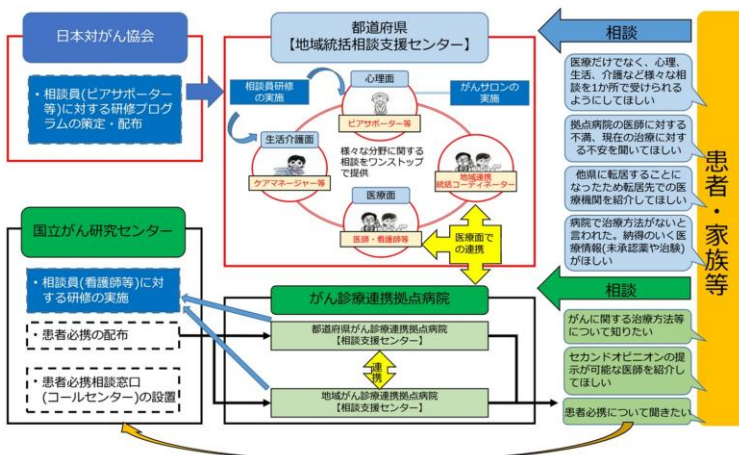 日本対がん協会
・相談員(ピアサポーター
等)に対する研修プログ
ラムの策定・配布
都道府県
【地域統括相談支援センター】
相談員研修
の実施
心理面
ピアサポーター等
がんサロンの
実施
生活介護面
ケアマネージャー等
様々な分野に関する
相談をワンストップ
で提供
地域連携
統括コーディネーター
医療面
医師・看護師等
医療面で
の連携
相談
医療だけでなく、心理、
生活、介護など様々な相
談を1か所で受けられる
ようにしてほしい
拠点病院の医師に対する
不満、現在の治療に対す
る不安を聞いてほしい
他県に転居することに
なったため転居先での医
療機関を紹介してほしい
病院で治療方法がないと
言われた。納得のいく医
療情報(未承認薬や治験)
がほしい
患者・家族等
国立がん研究センター
・相談員(看護師等)に対
する研修の実施
・患者必携の配布
・患者必携相談窓口
(コールセンター)の設置
がん診療連携拠点病院
都道府県がん診療連携拠点病院
【相談支援センター】
連携
地域がん診療連携拠点病院
【相談支援センター】
相談
がんに関する治療方法等
について知りたい
セカンドオピニオンの提
示が可能な医師を紹介し
てほしい
患者必携について聞きたい